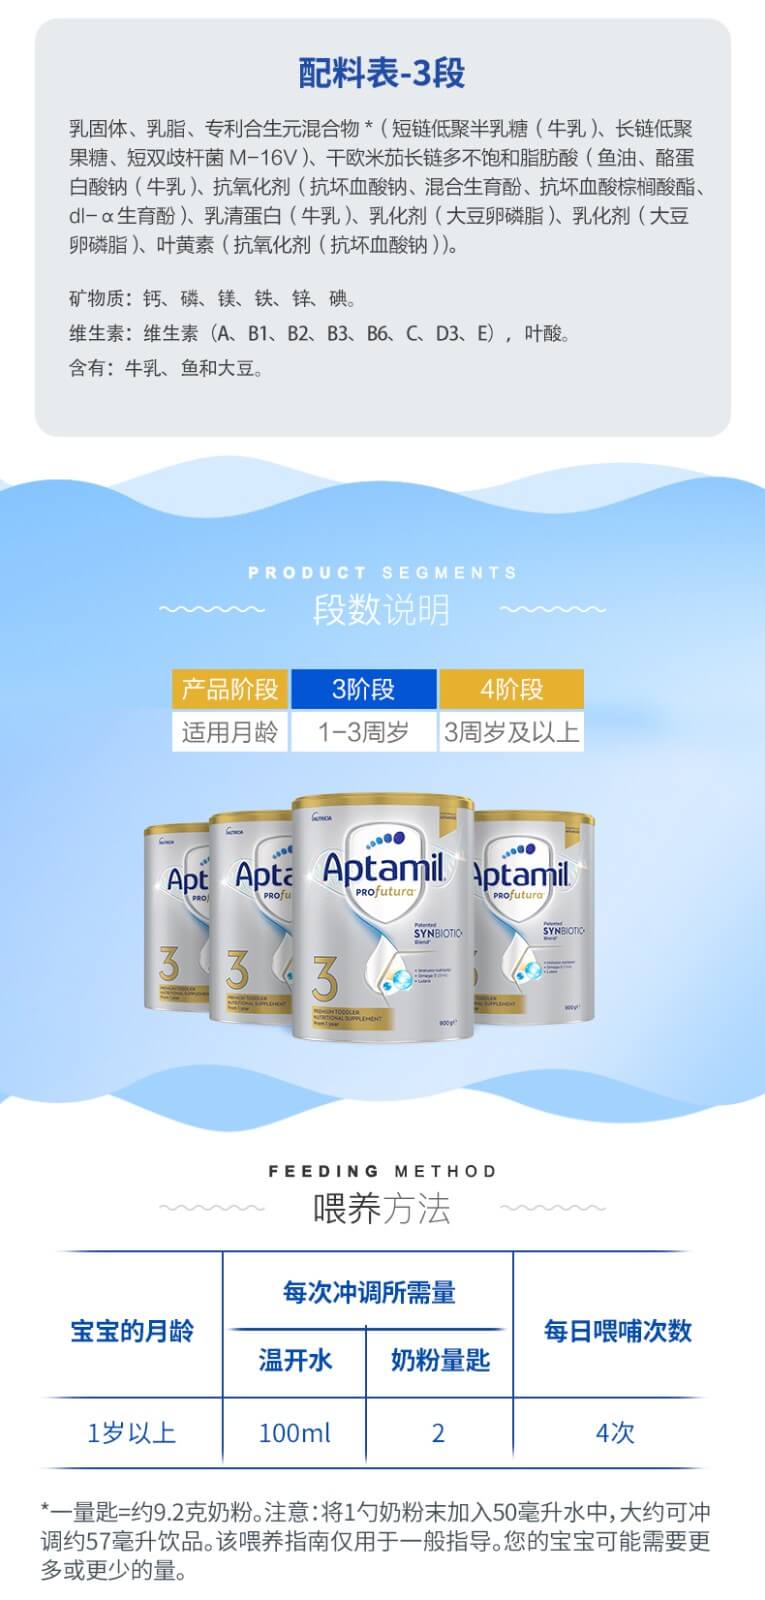 配料表-3段
乳固体、乳脂、专利合生元混合物 *（短链低聚半乳糖（牛乳）、长链低聚
果糖、短双歧杆菌 M-16V）、干欧米茄长链多不饱和脂肪酸（鱼油、酪蛋
白酸钠（牛乳）、抗氧化剂（抗坏血酸钠、混合生育酚、抗坏血酸棕榈酸酯、
dl-α生育酚）、乳清蛋白（牛乳）、乳化剂（大豆卵磷脂）、乳化剂（大豆
卵磷脂）、叶黄素（抗氧化剂（抗坏血酸钠））。
矿物质：钙、磷、镁、铁、锌、碘。
维生素：维生素（A、B1、B2、B3、B6、C、D3、E），叶酸。
含有：牛乳、鱼和大豆。
PRODUCT SEGMENTS
段数说明
产品阶段 3阶段 4阶段
适用月龄 1-3周岁 3周岁及以上
NUTRICIA
Aptamil
PROfutura
Patented
SYNBIOTIC+
Blend*
3
PREMIUM TODDLER
NUTRITIONAL SUPPLEMENT
From 1 year
900g℮
FEEDING METHOD
喂养方法
宝宝的月龄 每次冲调所需量 每日喂哺次数
温开水 奶粉量匙
1岁以上 100ml 2 4次
*一量匙=约9.2克奶粉。注意：将1勺奶粉末加入50毫升水中，大约可冲
调约57毫升饮品。该喂养指南仅用于一般指导。您的宝宝可能需要更
多或更少的量。